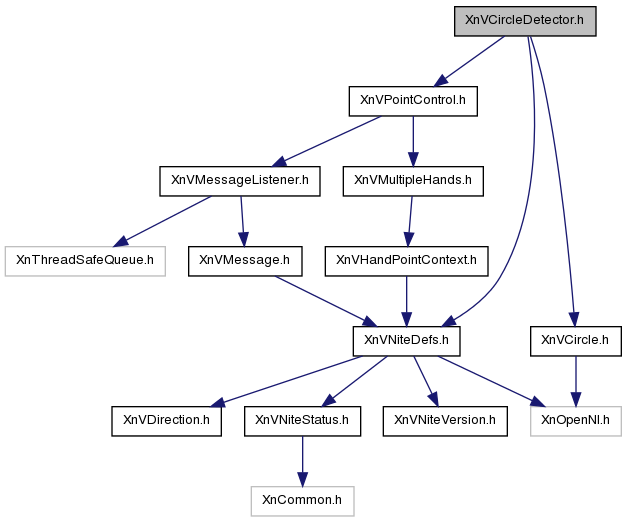 XnVCircleDetector.h
XnVPointControl.h
XnVMessageListener.h
XnVMultipleHands.h
XnThreadSafeQueue.h
XnVMessage.h
XnVHandPointContext.h
XnVNiteDefs.h
XnVCircle.h
XnVDirection.h
XnVNiteStatus.h
XnVNiteVersion.h
XnOpenNI.h
XnCommon.h